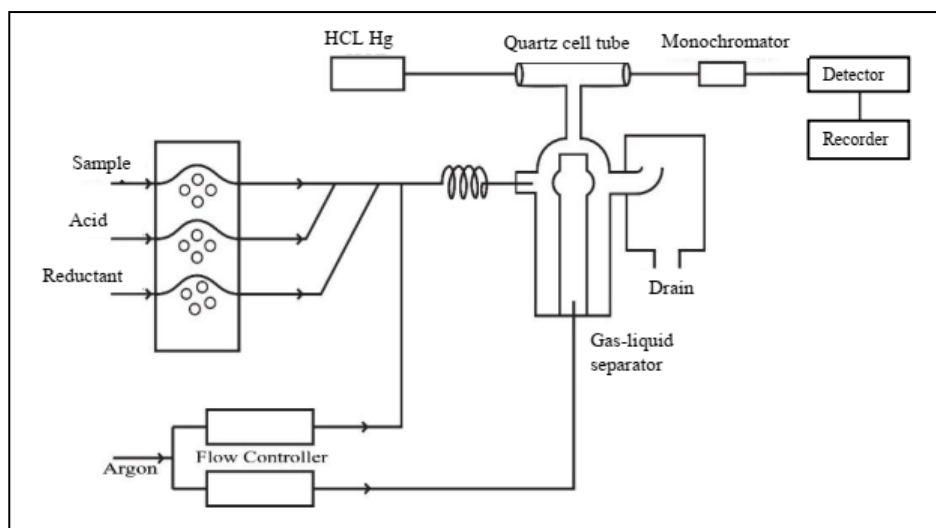 HCL Hg
Quartz cell tube
Monochromator
Detector
Recorder
Sample
Acid
Reductant
Drain
Gas-liquid
separator
Flow Controller
Argon